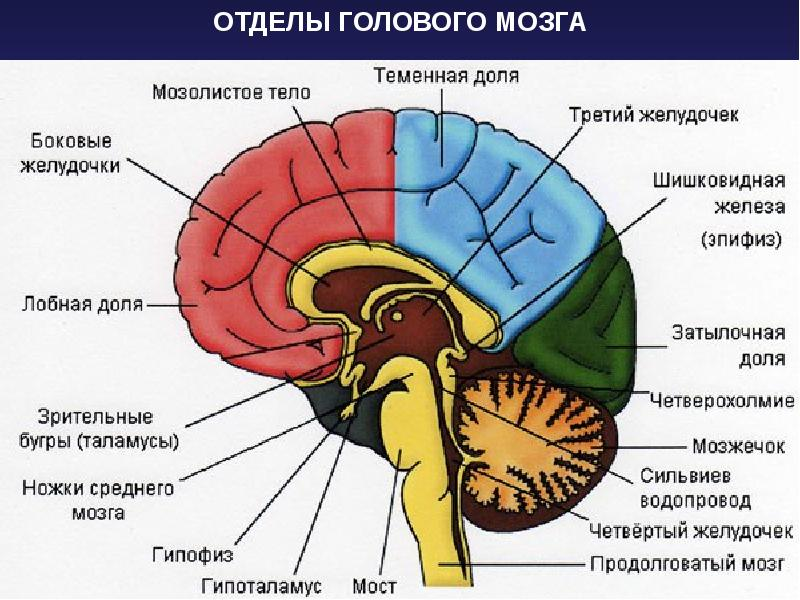 ОТДЕЛЫ ГОЛОВОГО МОЗГА
Теменная доля
Мозолистое тело
Третий желудочек
Боковые
желудочки
Шишковидная
железа
(эпифиз)
Лобная доля
Затылочная
доля
Четверохолмие
Зрительные
бугры (таламусы)
Мозжечок
Сильвиев
водопровод
Ножки среднего
мозга
Четвёртый желудочек
Гипофиз
Продолговатый мозг
Гипоталамус
Мост